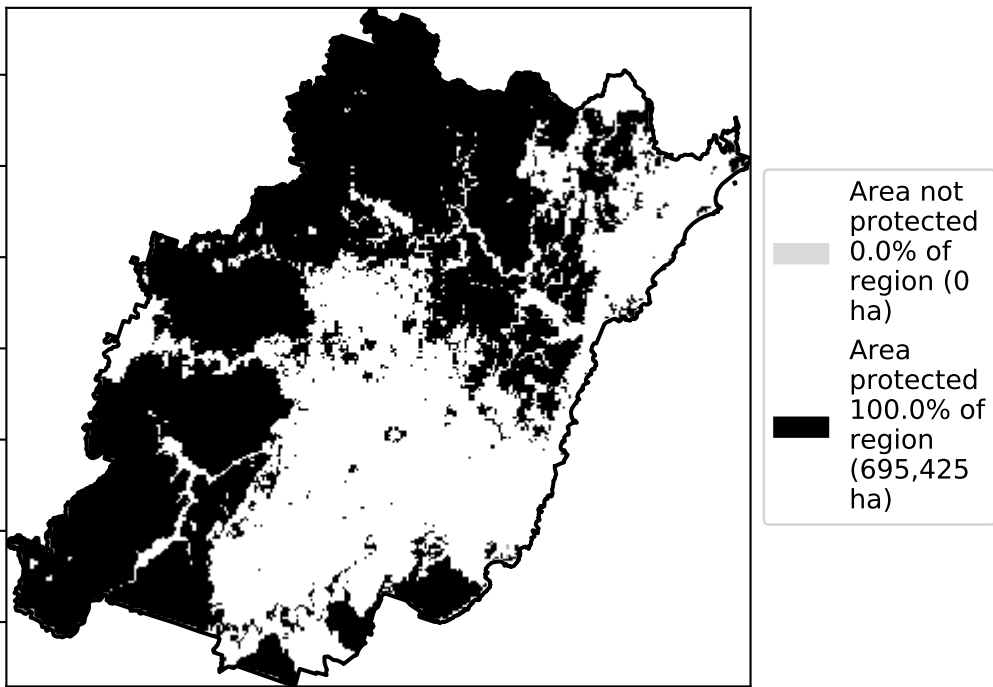 Area not
protected
0.0% of
region (0
ha)
Area
protected
100.0% of
region
(695,425
ha)